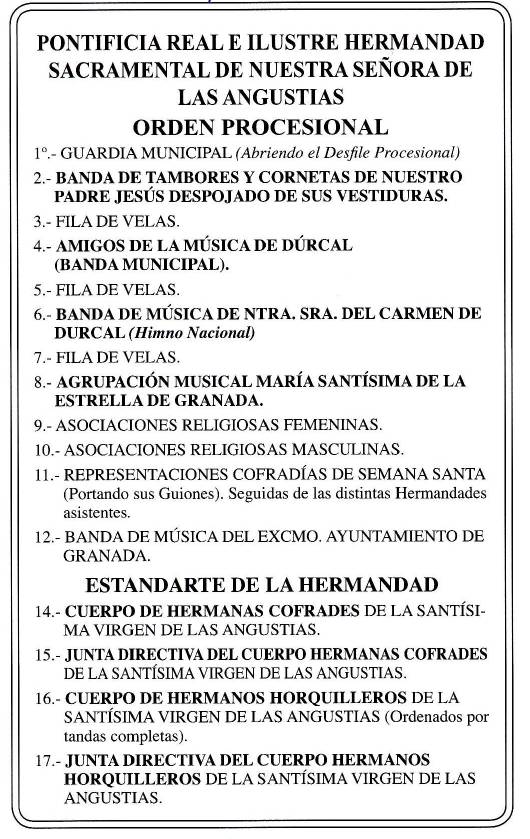 PONTIFICIA REAL E ILUSTRE HERMANDAD
SACRAMENTAL DE NUESTRA SEÑORA DE
LAS ANGUSTIAS
ORDEN PROCESIONAL
1º.- GUARDIA MUNICIPAL (Abriendo el Desfile Procesional)
2.- BANDA DE TAMBORES Y CORNETAS DE NUESTRO
PADRE JESÚS DESPOJADO DE SUS VESTIDURAS.
3.- FILA DE VELAS.
4.- AMIGOS DE LA MÚSICA DE DÚRCAL
(BANDA MUNICIPAL).
5.- FILA DE VELAS.
6.- BANDA DE MÚSICA DE NTRA. SRA. DEL CARMEN DE
DURCAL (Himno Nacional)
7.- FILA DE VELAS.
8.- AGRUPACIÓN MUSICAL MARÍA SANTÍSIMA DE LA
ESTRELLA DE GRANADA.
9.- ASOCIACIONES RELIGIOSAS FEMENINAS.
10.- ASOCIACIONES RELIGIOSAS MASCULINAS.
11.- REPRESENTACIONES COFRADÍAS DE SEMANA SANTA
(Portando sus Guiones). Seguidas de las distintas Hermandades
asistentes.
12.- BANDA DE MÚSICA DEL EXCMO. AYUNTAMIENTO DE
GRANADA.
ESTANDARTE DE LA HERMANDAD
14.- CUERPO DE HERMANAS COFRADES DE LA SANTÍSI-
MA VIRGEN DE LAS ANGUSTIAS.
15.- JUNTA DIRECTIVA DEL CUERPO HERMANAS COFRADES
DE LA SANTÍSIMA VIRGEN DE LAS ANGUSTIAS.
16.- CUERPO DE HERMANOS HORQUILLEROS DE LA
SANTÍSIMA VIRGEN DE LAS ANGUSTIAS (Ordenados por
tandas completas).
17.- JUNTA DIRECTIVA DEL CUERPO HERMANOS
HORQUILLEROS DE LA SANTÍSIMA VIRGEN DE LAS
ANGUSTIAS.